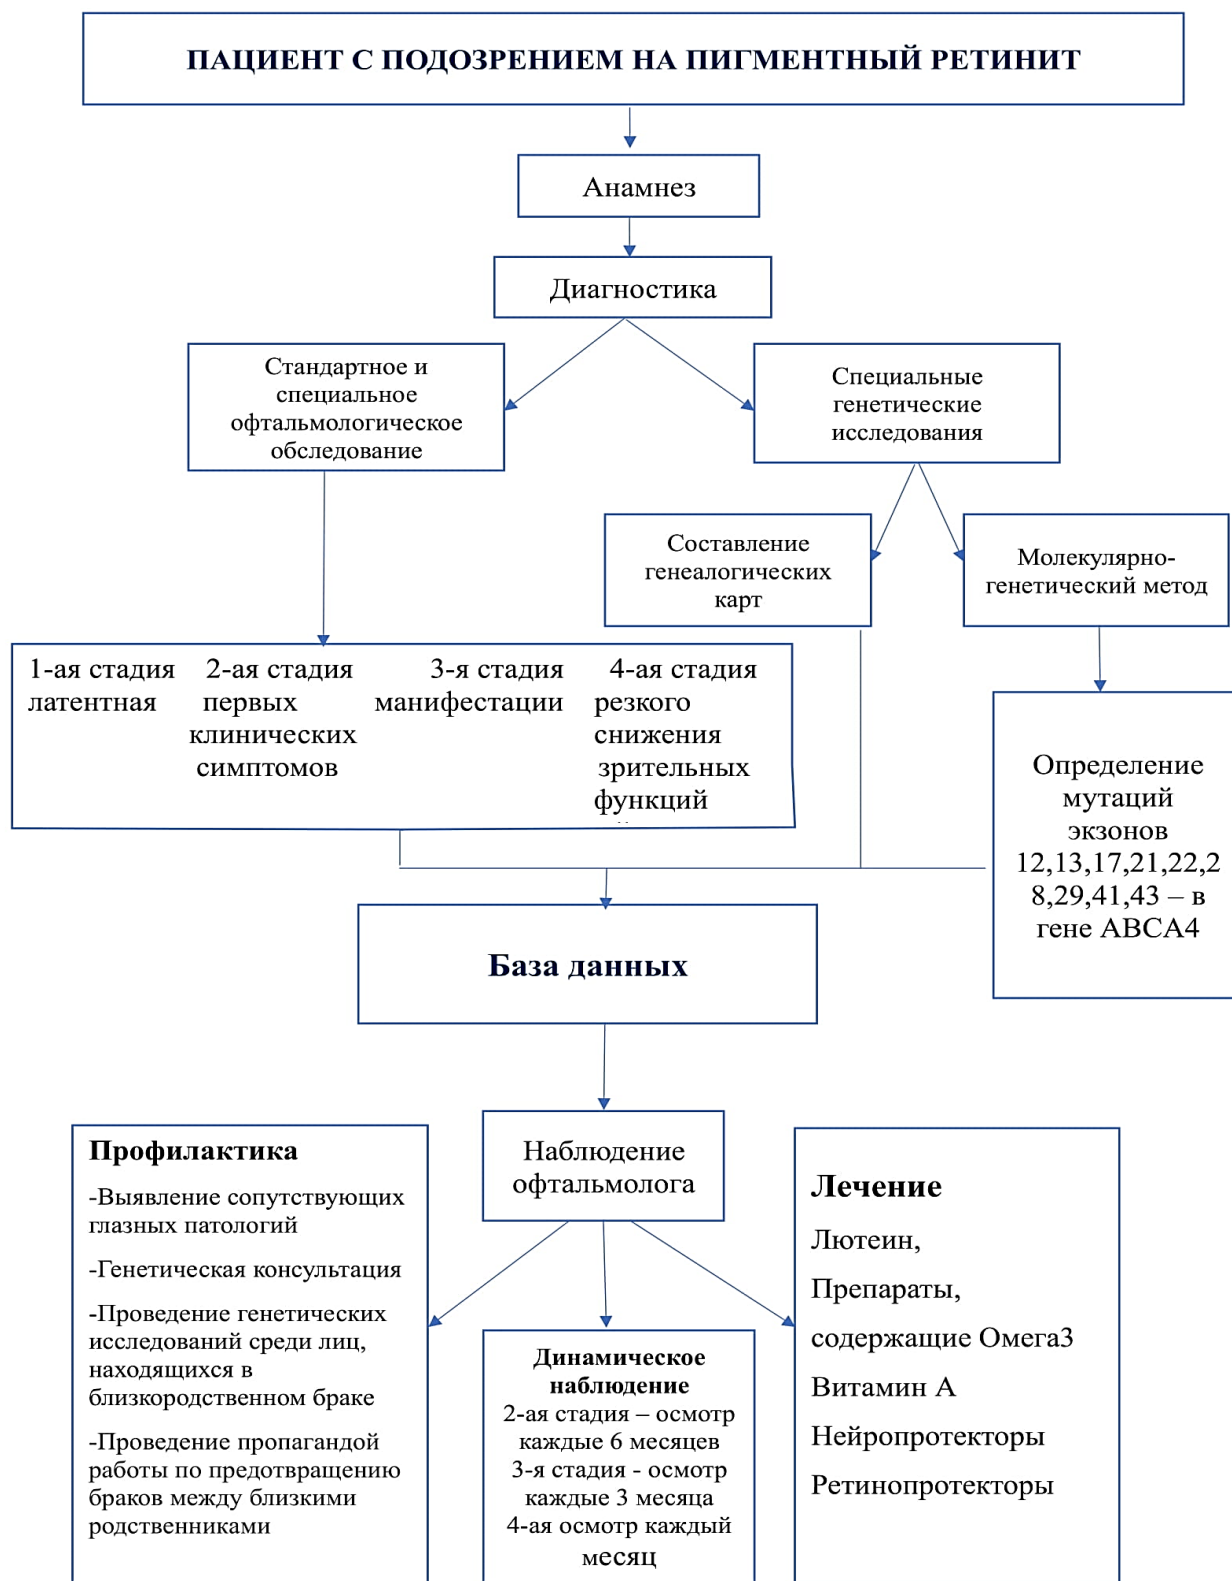 ПАЦИЕНТ С ПОДОЗРЕНИЕМ НА ПИГМЕНТНЫЙ РЕТИНИТ
Анамнез
Диагностика
Стандартное и
специальное
офтальмологическое
обследование
Специальные
генетические
исследования
Составление
генеалогических
карт
Молекулярно-
генетический метод
1-ая стадия
латентная
2-ая стадия
первых
клинических
симптомов
3-я стадия
манифестации
4-ая стадия
резкого
снижения
зрительных
функций
Определение
мутаций
экзонов
12,13,17,21,22,2
8,29,41,43 – в
гене ABCA4
База данных
Наблюдение
офтальмолога
Профилактика
-Выявление сопутствующих
глазных патологий
-Генетическая консультация
-Проведение генетических
исследований среди лиц,
находящихся в
близкородственном браке
-Проведение пропагандой
работы по предотвращению
браков между близкими
родственниками
Динамическое
наблюдение
2-ая стадия – осмотр
каждые 6 месяцев
3-я стадия - осмотр
каждые 3 месяца
4-ая осмотр каждый
месяц
Лечение
Лютеин,
Препараты,
содержащие Омега3
Витамин А
Нейропротекторы
Ретинопротекторы